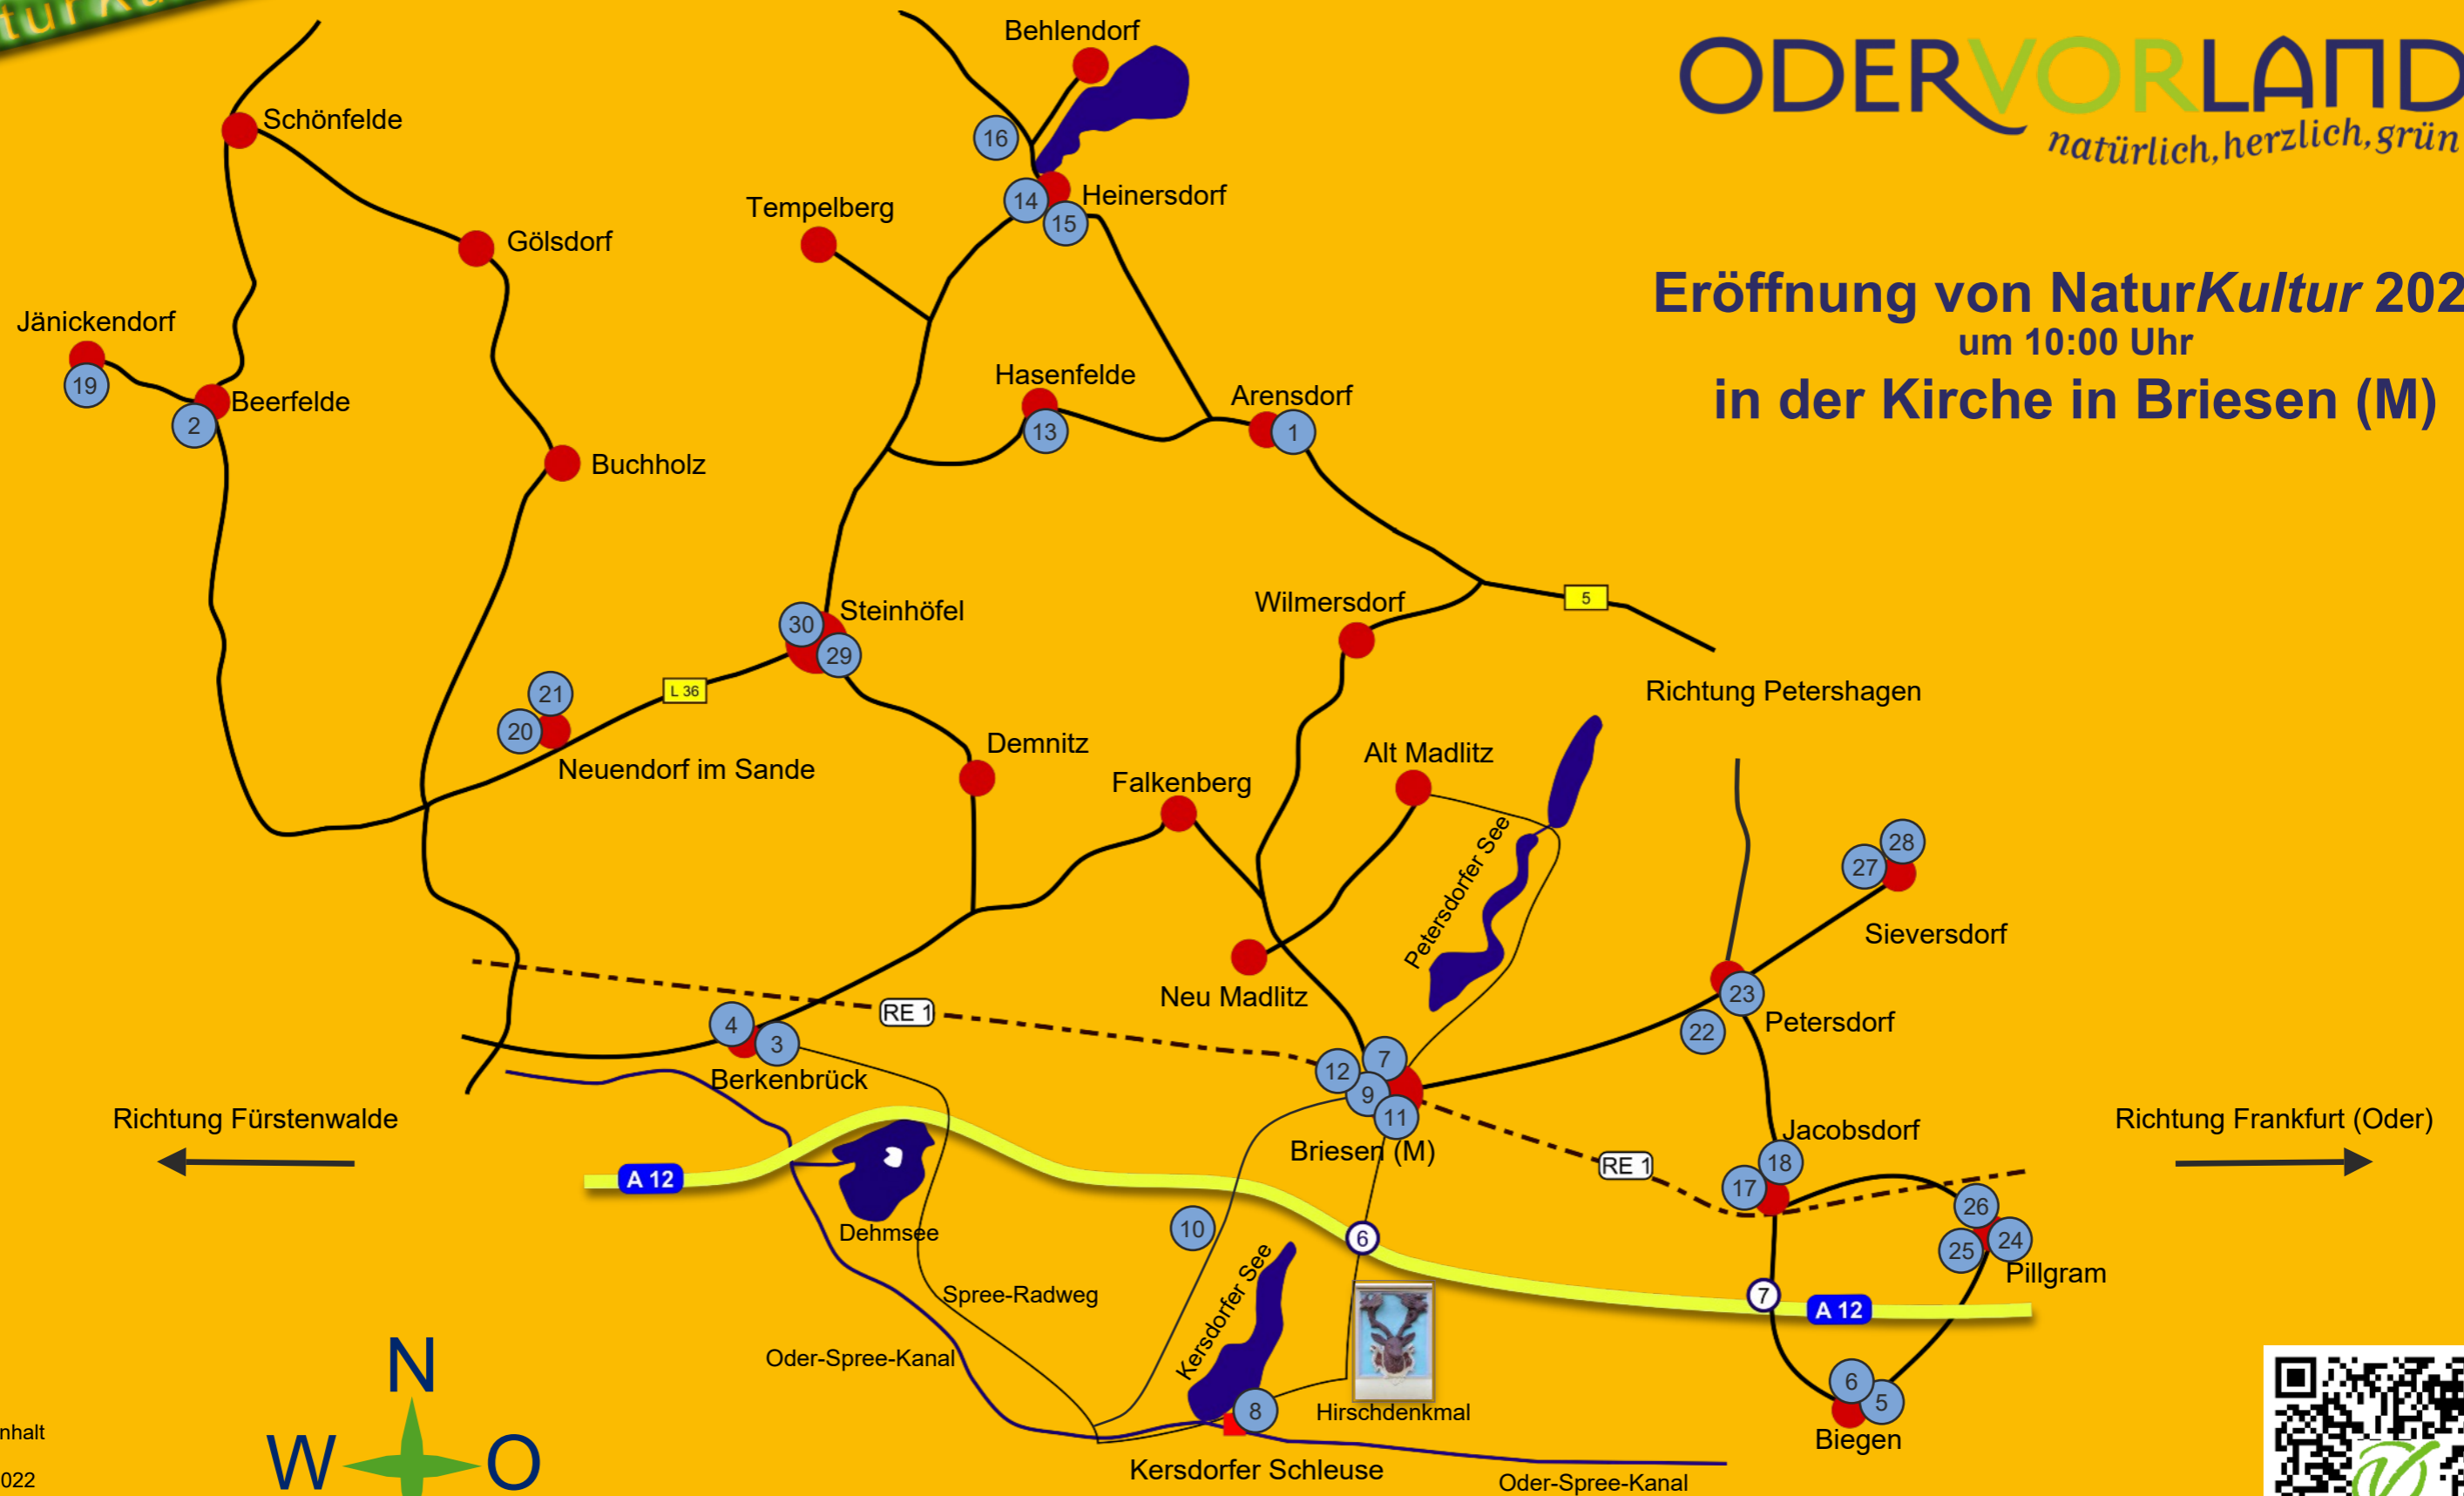 ODERVORLAND
natürlich, herzlich, grün
Eröffnung von NaturKultur 202
um 10:00 Uhr
in der Kirche in Briesen (M)
Behlendorf
Schönfelde
16
14
Heinersdorf
15
Tempelberg
Gölsdorf
Jänickendorf
19
Beerfelde
2
Hasenfelde
13
Arensdorf
1
Buchholz
Steinhöfel
30
29
Wilmersdorf
5
Richtung Petershagen
L 36
21
20
Neuendorf im Sande
Demnitz
Falkenberg
Alt Madlitz
Petersdorfer See
28
27
Sieversdorf
Neu Madlitz
23
22
Petersdorf
RE 1
4
3
Berkenbrück
12
7
9
11
Briesen (M)
Richtung Fürstenwalde
Richtung Frankfurt (Oder)
Jacobsdorf
18
17
RE 1
A 12
Dehmsee
10
6
26
25
24
Pillgram
Spree-Radweg
Kersdorfer See
7
A 12
Oder-Spree-Kanal
Hirschdenkmal
8
6
5
Biegen
Kersdorfer Schleuse
Oder-Spree-Kanal
N
W
O
nhalt
022